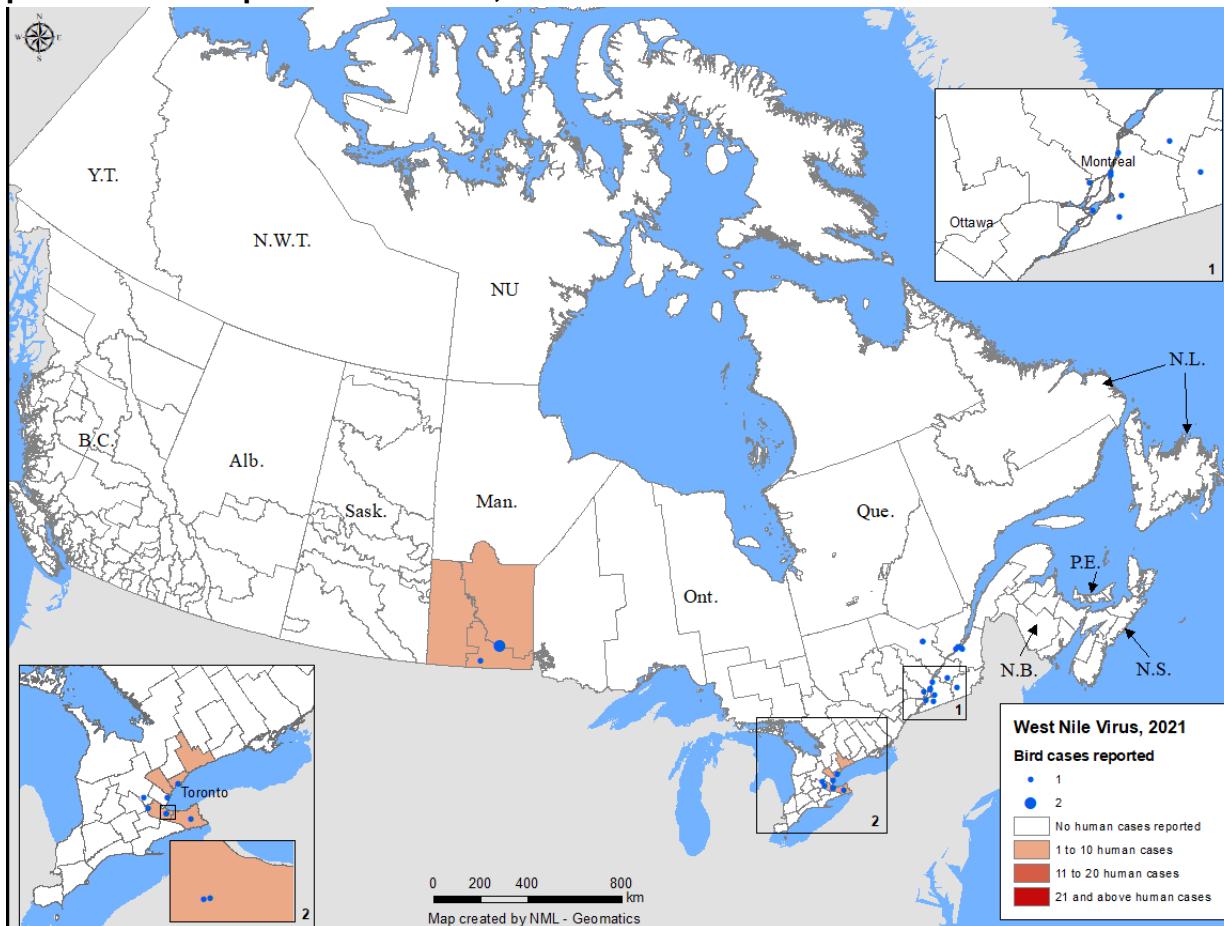 N
W
E
S
Y.T.
N.W.T.
NU
B.C.
Alb.
Sask.
Man.
Ont.
Que.
N.L.
P.E.
N.B.
N.S.
Montreal
Ottawa
1
1
2
Toronto
2
0 200 400 800
km
Map created by NML - Geomatics
West Nile Virus, 2021
Bird cases reported
1
2
No human cases reported
1 to 10 human cases
11 to 20 human cases
21 and above human cases